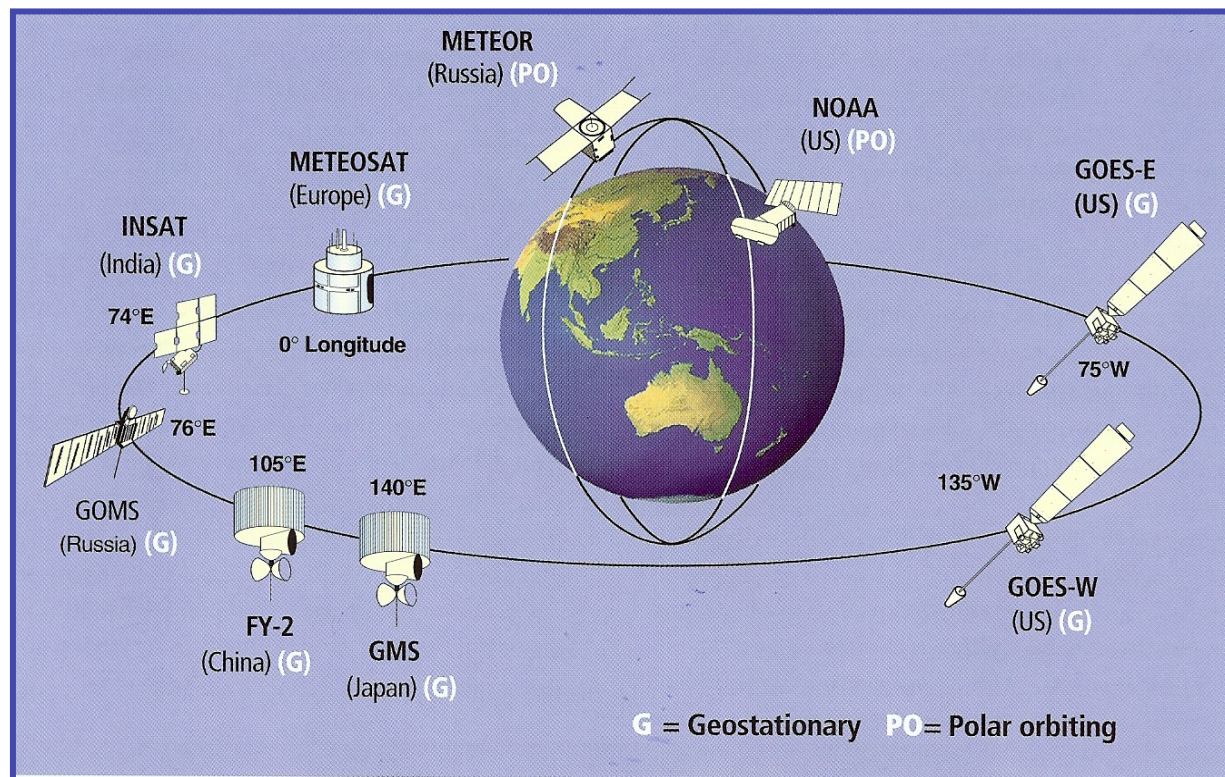 METEOR
(Russia) (PO)
NOAA
(US) (PO)
METEOSAT
(Europe) (G)
GOES-E
(US) (G)
INSAT
(India) (G)
74°E
0° Longitude
75°W
76°E
105°E
140°E
135°W
GOMS
(Russia) (G)
GOES-W
(US) (G)
FY-2
(China) (G)
GMS
(Japan) (G)
G = Geostationary PO= Polar orbiting